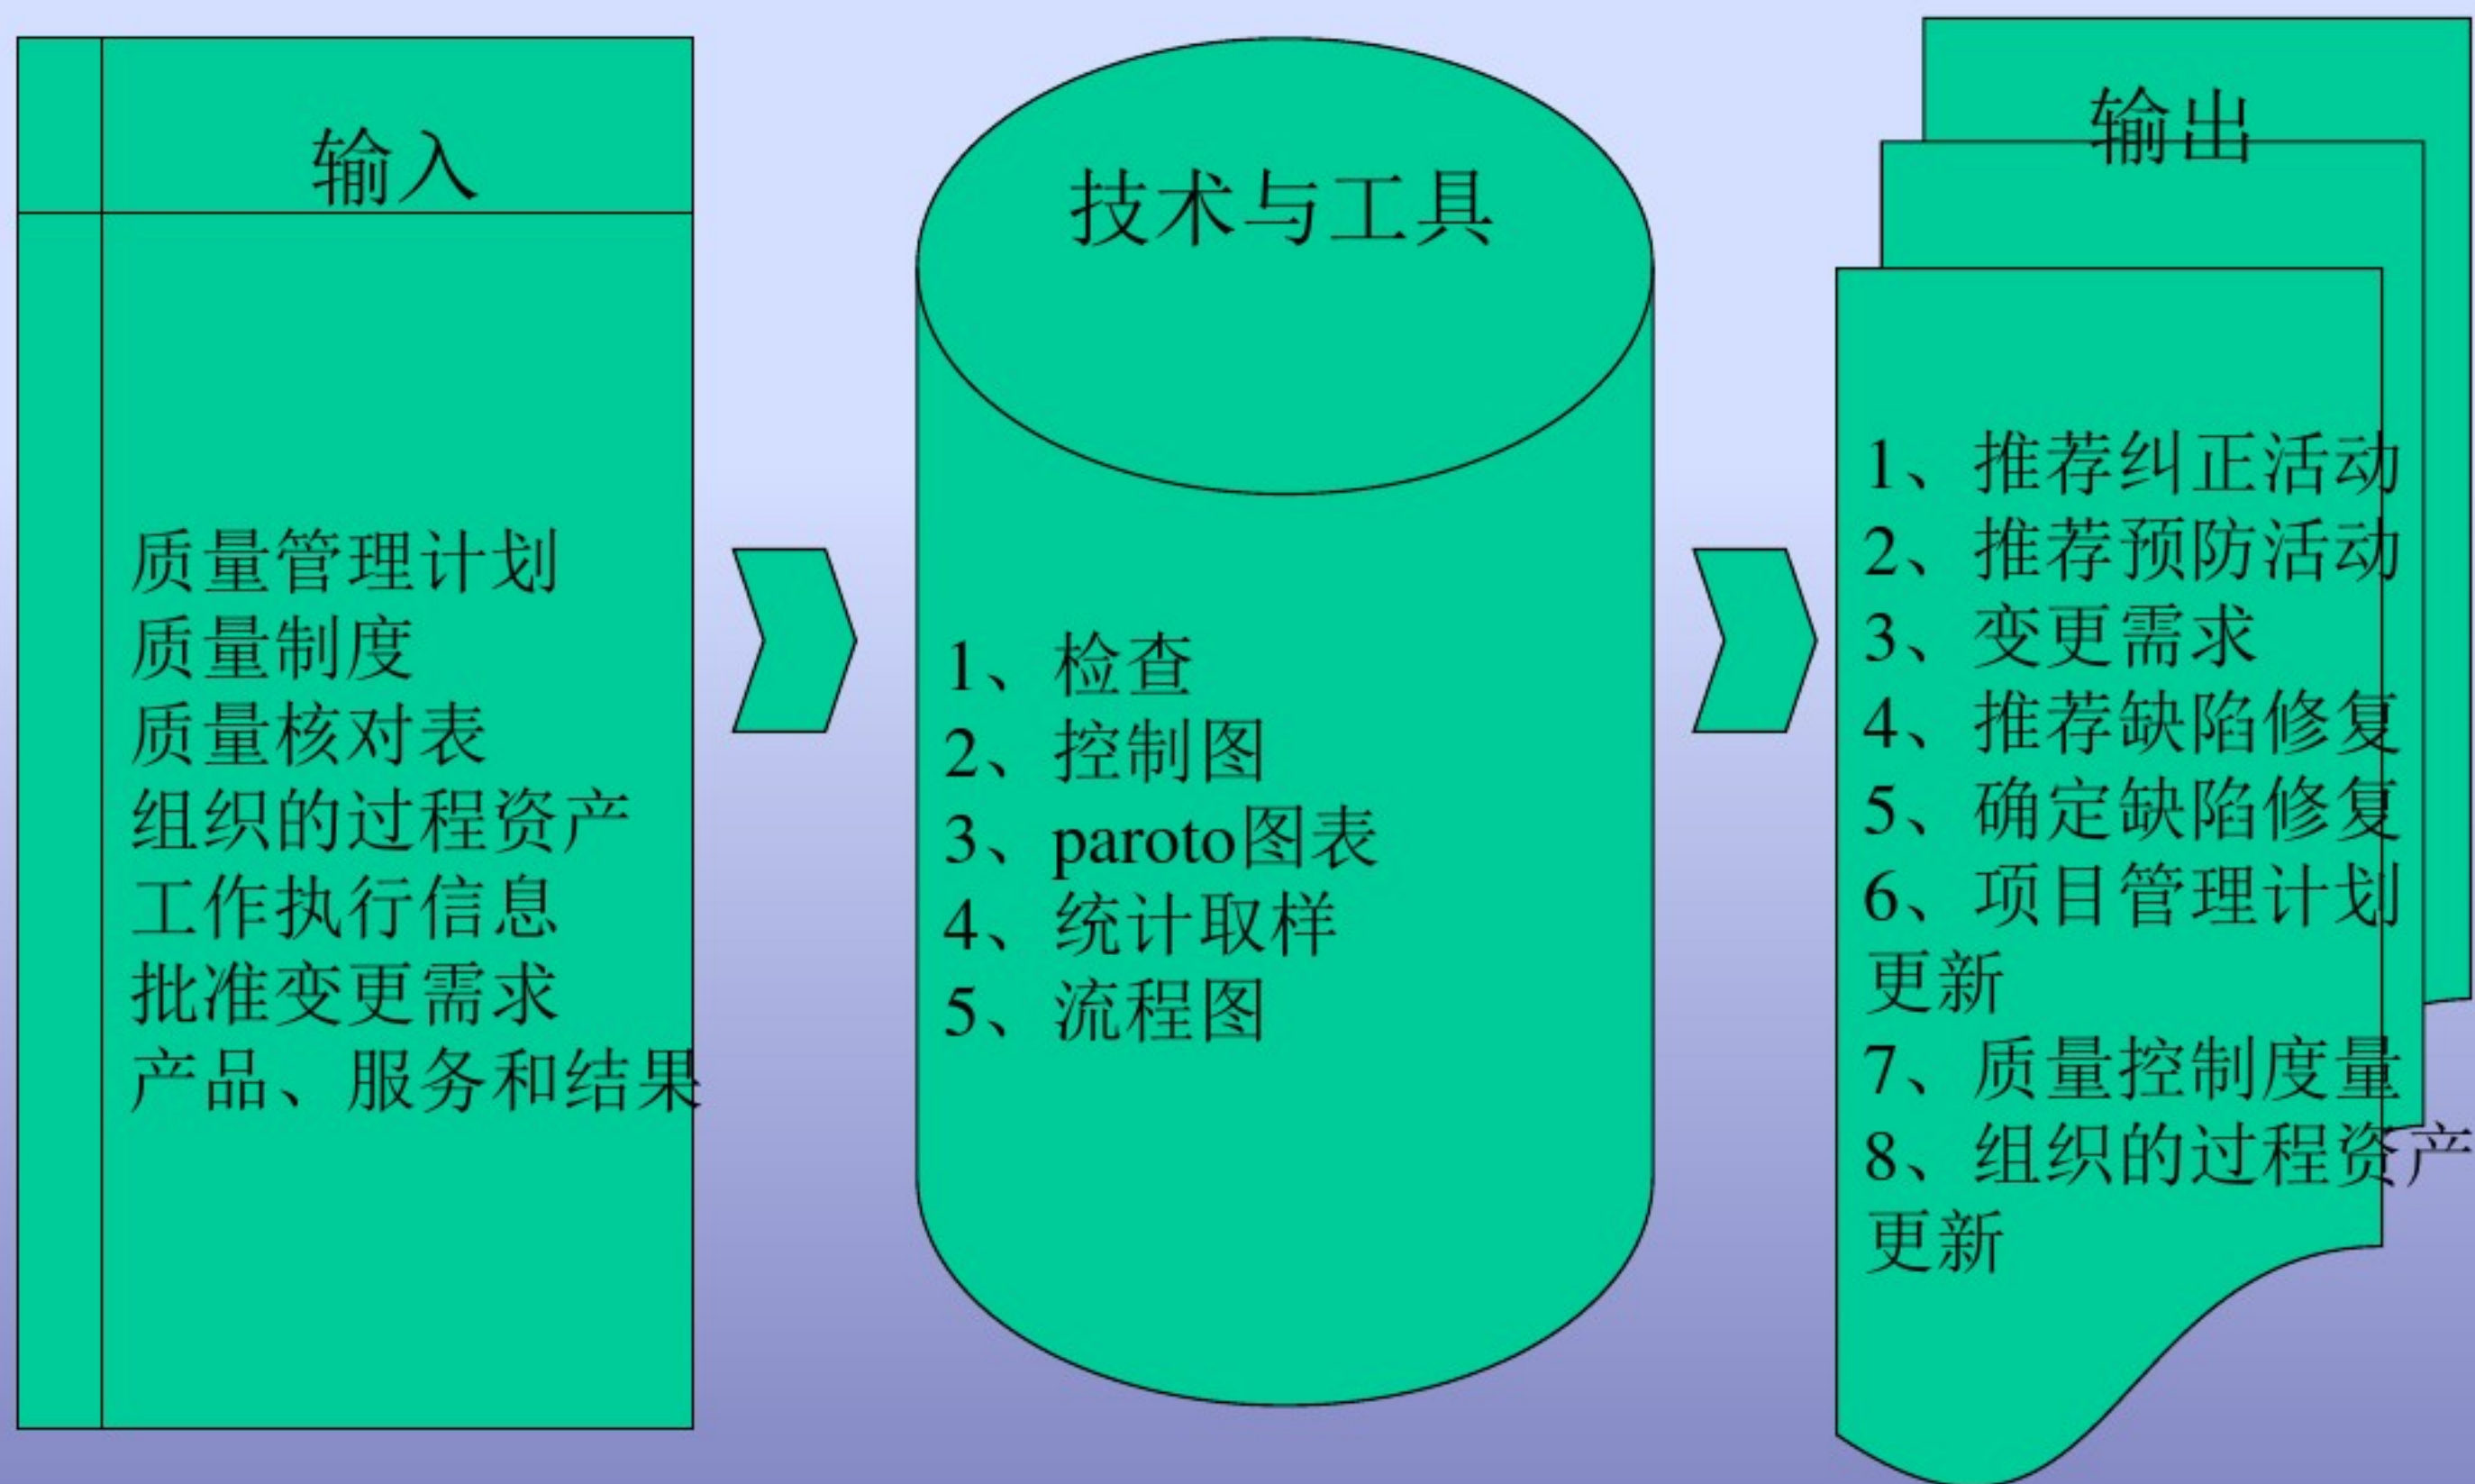 输入
质量管理计划
质量制度
质量核对表
组织的过程资产
工作执行信息
批准变更需求
产品、服务和结果
技术与工具
1、检查
2、控制图
3、paroto图表
4、统计取样
5、流程图
输出
1、推荐纠正活动
2、推荐预防活动
3、变更需求
4、推荐缺陷修复
5、确定缺陷修复
6、项目管理计划
更新
7、质量控制度量
8、组织的过程资产
更新